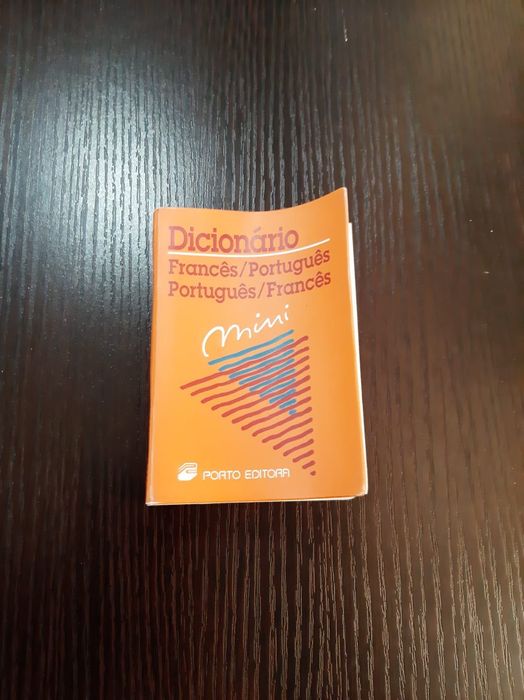 Dicionário
Francês/Português
Português/Francês
mini
PORTO EDITORA